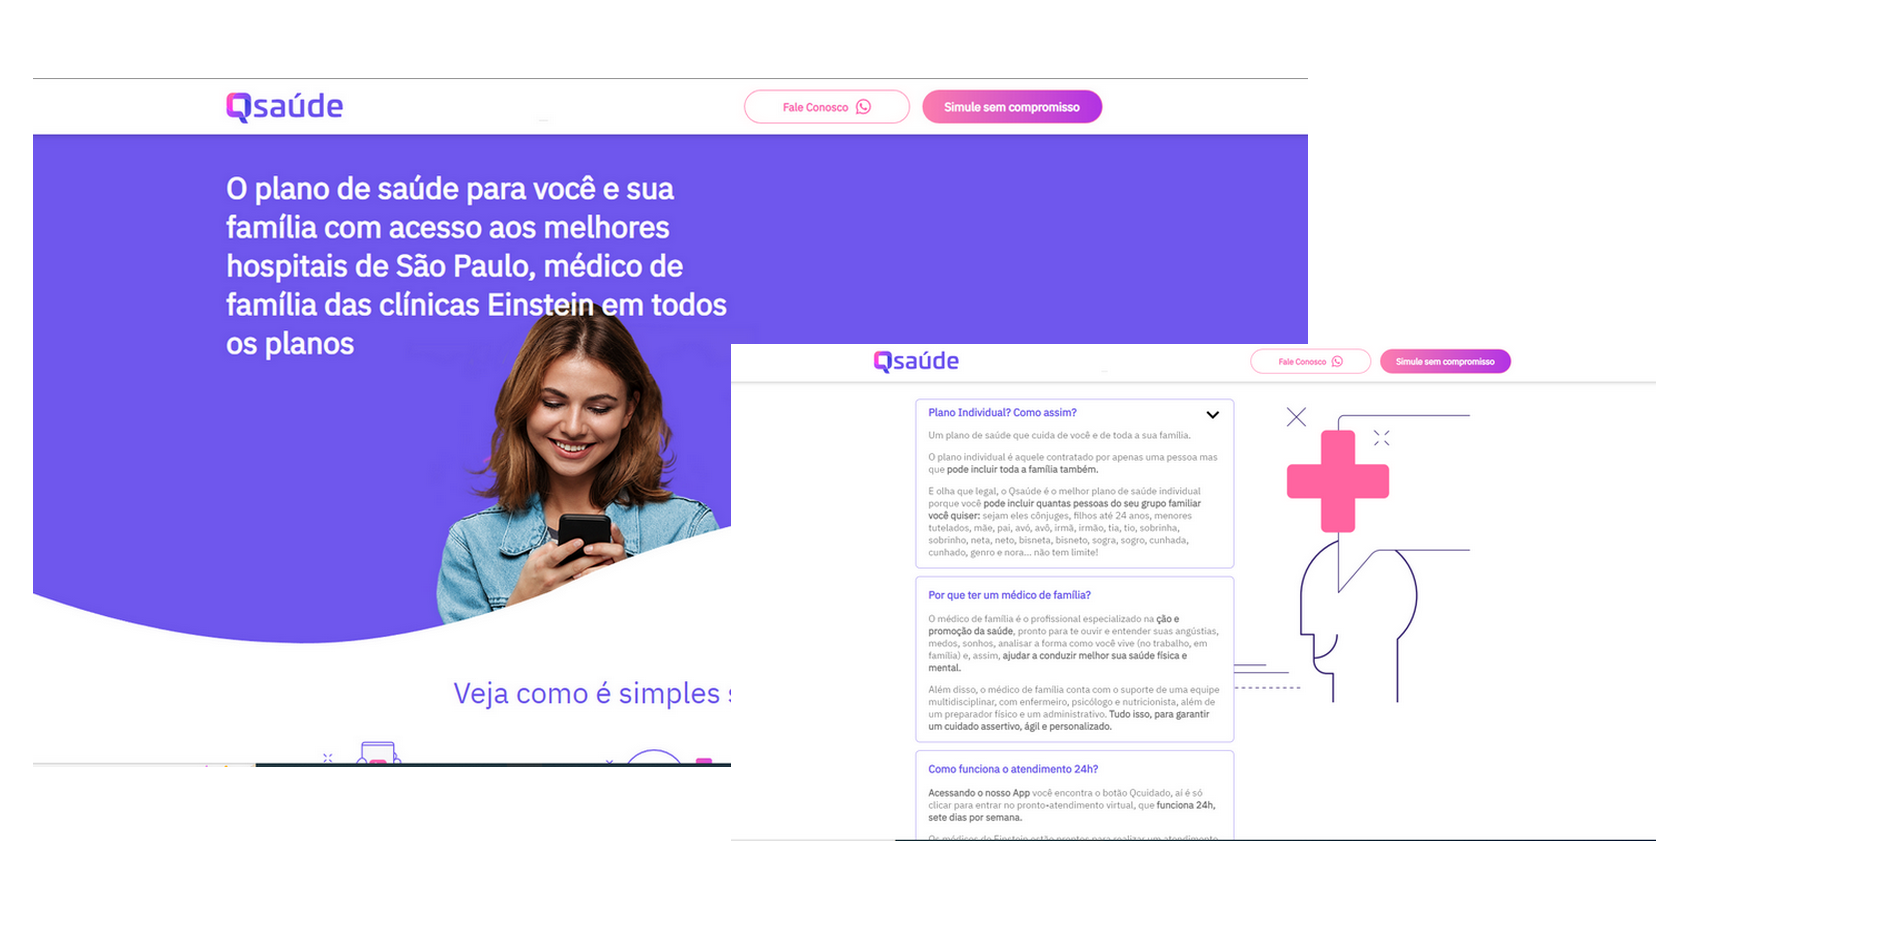 Qsaúde
Fale Conosco
Simule sem compromisso
O plano de saúde para você e sua
família com acesso aos melhores
hospitais de São Paulo, médico de
família das clínicas Einstein em todos
os planos
Veja como é simples
Qsaúde
Fale Conosco
Simule sem compromisso
Plano Individual? Como assim?
Um plano de saúde que cuida de você e de toda a sua família.
O plano individual é aquele contratado por apenas uma pessoa mas
que pode incluir toda a família também.
E olha que legal, o Qsaúde é o melhor plano de saúde individual
porque você pode incluir quantas pessoas do seu grupo familiar
você quiser: sejam eles cônjuges, filhos até 24 anos, menores
tutelados, mãe, pai, avó, avô, irmã, irmão, tia, tio, sobrinha,
sobrinho, neta, neto, bisneta, bisneto, sogra, sogro, cunhada,
cunhado, genro e nora... não tem limite!
Por que ter um médico de família?
O médico de família é o profissional especializado na ção e
promoção da saúde, pronto para te ouvir e entender suas angústias,
medos, sonhos, analisar a forma como você vive (no trabalho, em
família) e, assim, ajudar a conduzir melhor sua saúde física e
mental.
Além disso, o médico de família conta com o suporte de uma equipe
multidisciplinar, com enfermeiro, psicólogo e nutricionista, além de
um preparador físico e um administrativo. Tudo isso, para garantir
um cuidado assertivo, ágil e personalizado.
Como funciona o atendimento 24h?
Acessando o nosso App você encontra o botão Qcuidado, aí é só
clicar para entrar no pronto-atendimento virtual, que funciona 24h,
sete dias por semana.
Os médicos do Einstein estão prontos para realizar um atendimento